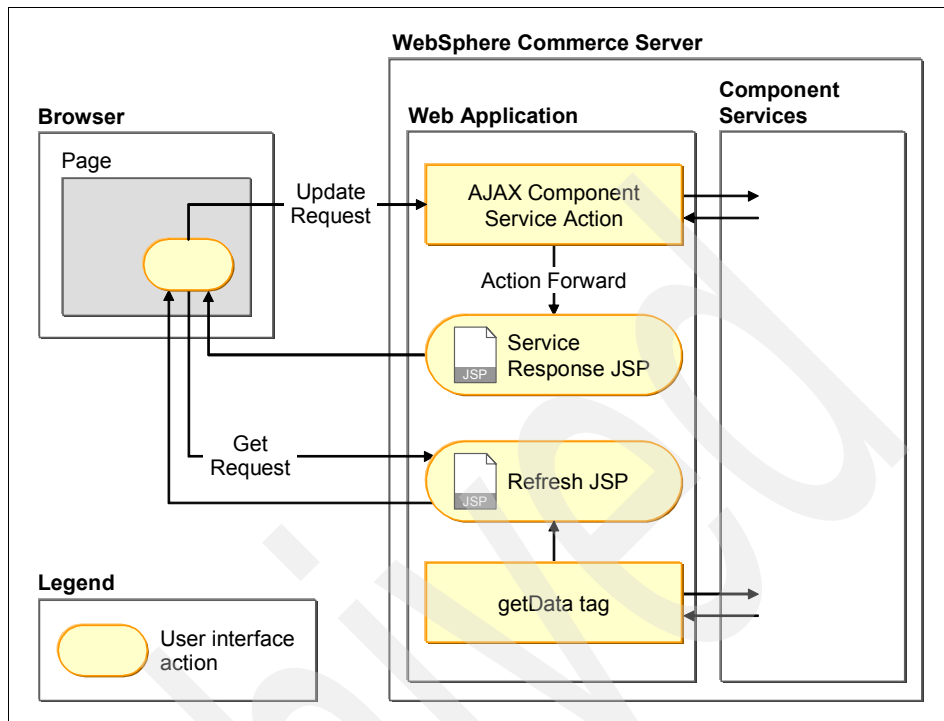 WebSphere Commerce Server
Component
Services
Web Application
Browser
Page
Update
Request
AJAX Component
Service Action
Action Forward
Service
Response JSP
JSP
Get
Request
Refresh JSP
JSP
getData tag
Legend
User interface
action